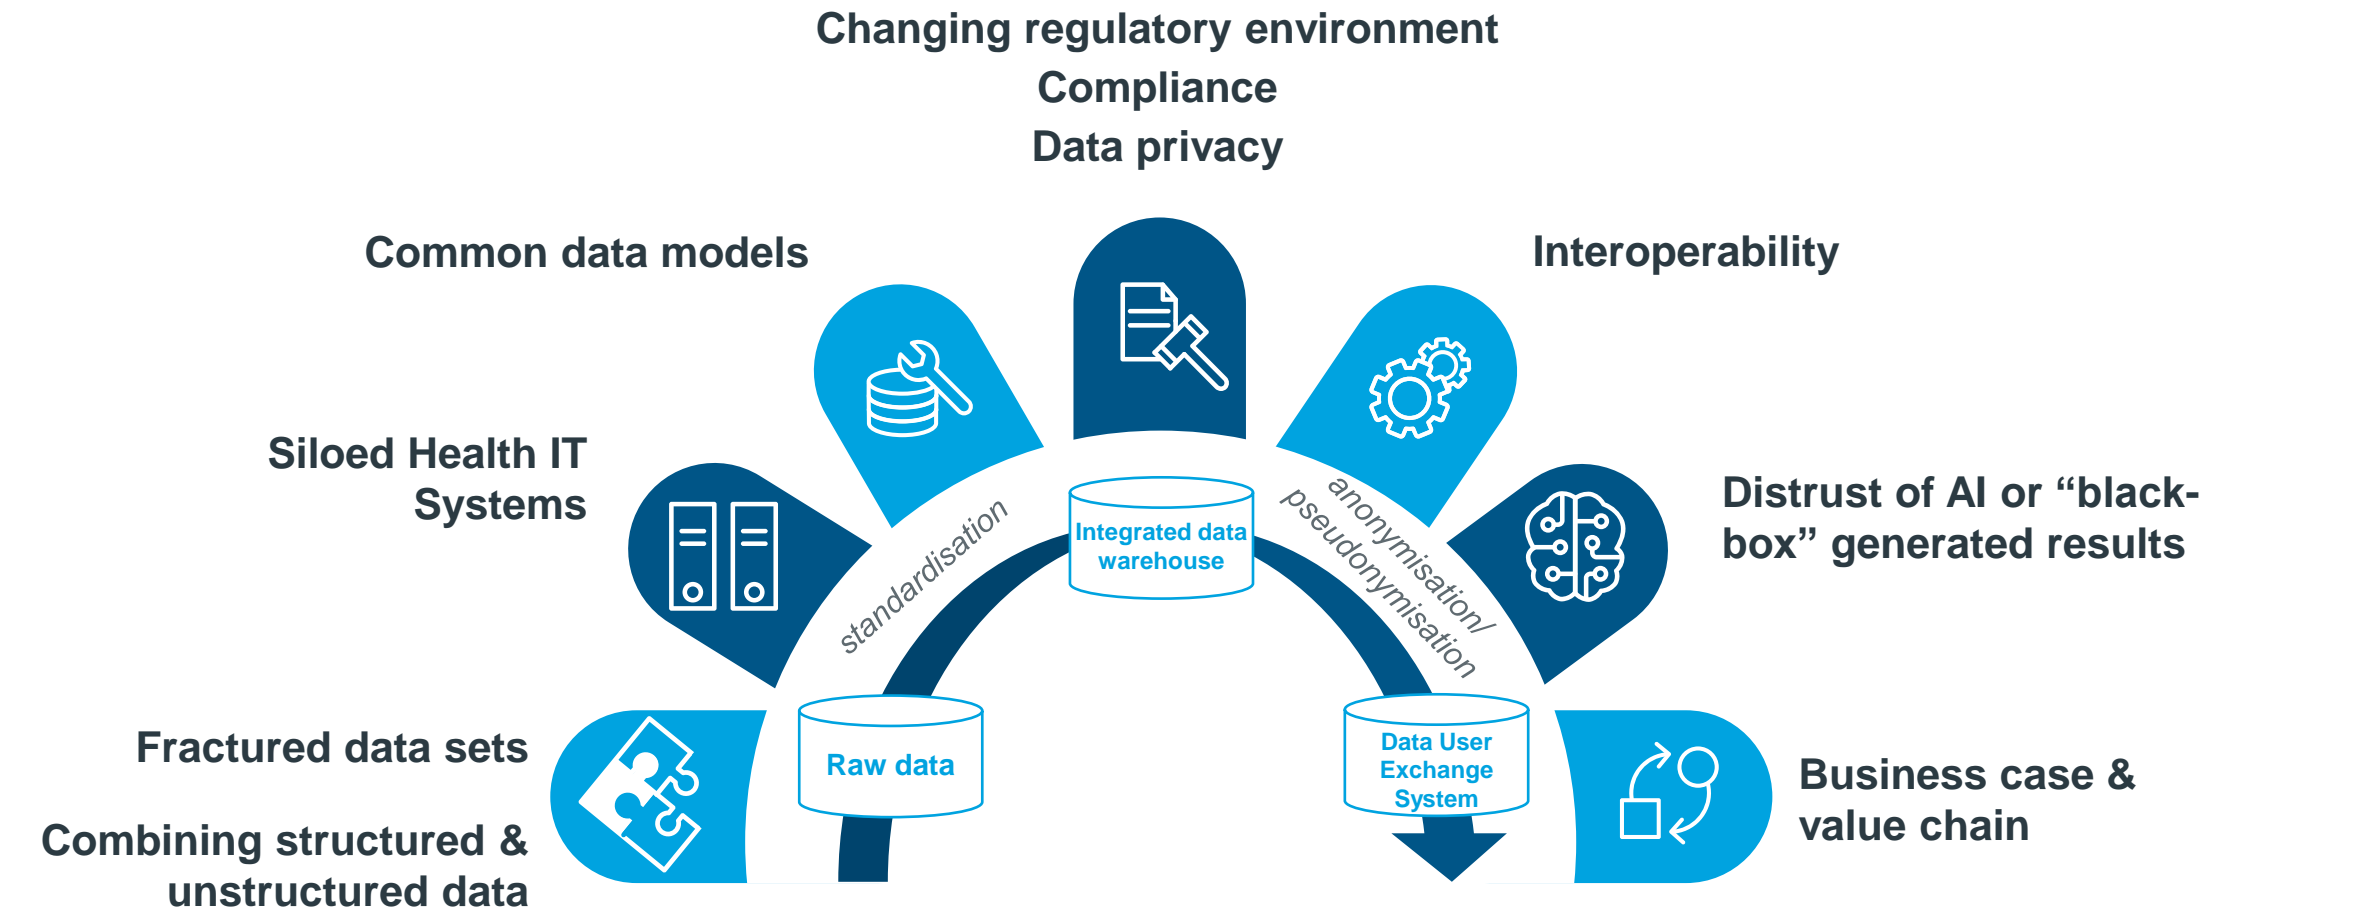 Changing regulatory environment
Compliance
Data privacy
Common data models
Interoperability
Siloed Health IT
Systems
Distrust of AI or “black-
box” generated results
standardisation
Integrated data
warehouse
anonymisation/
pseudonymisation
Fractured data sets
Combining structured &
unstructured data
Raw data
Data User
Exchange
System
Business case &
value chain